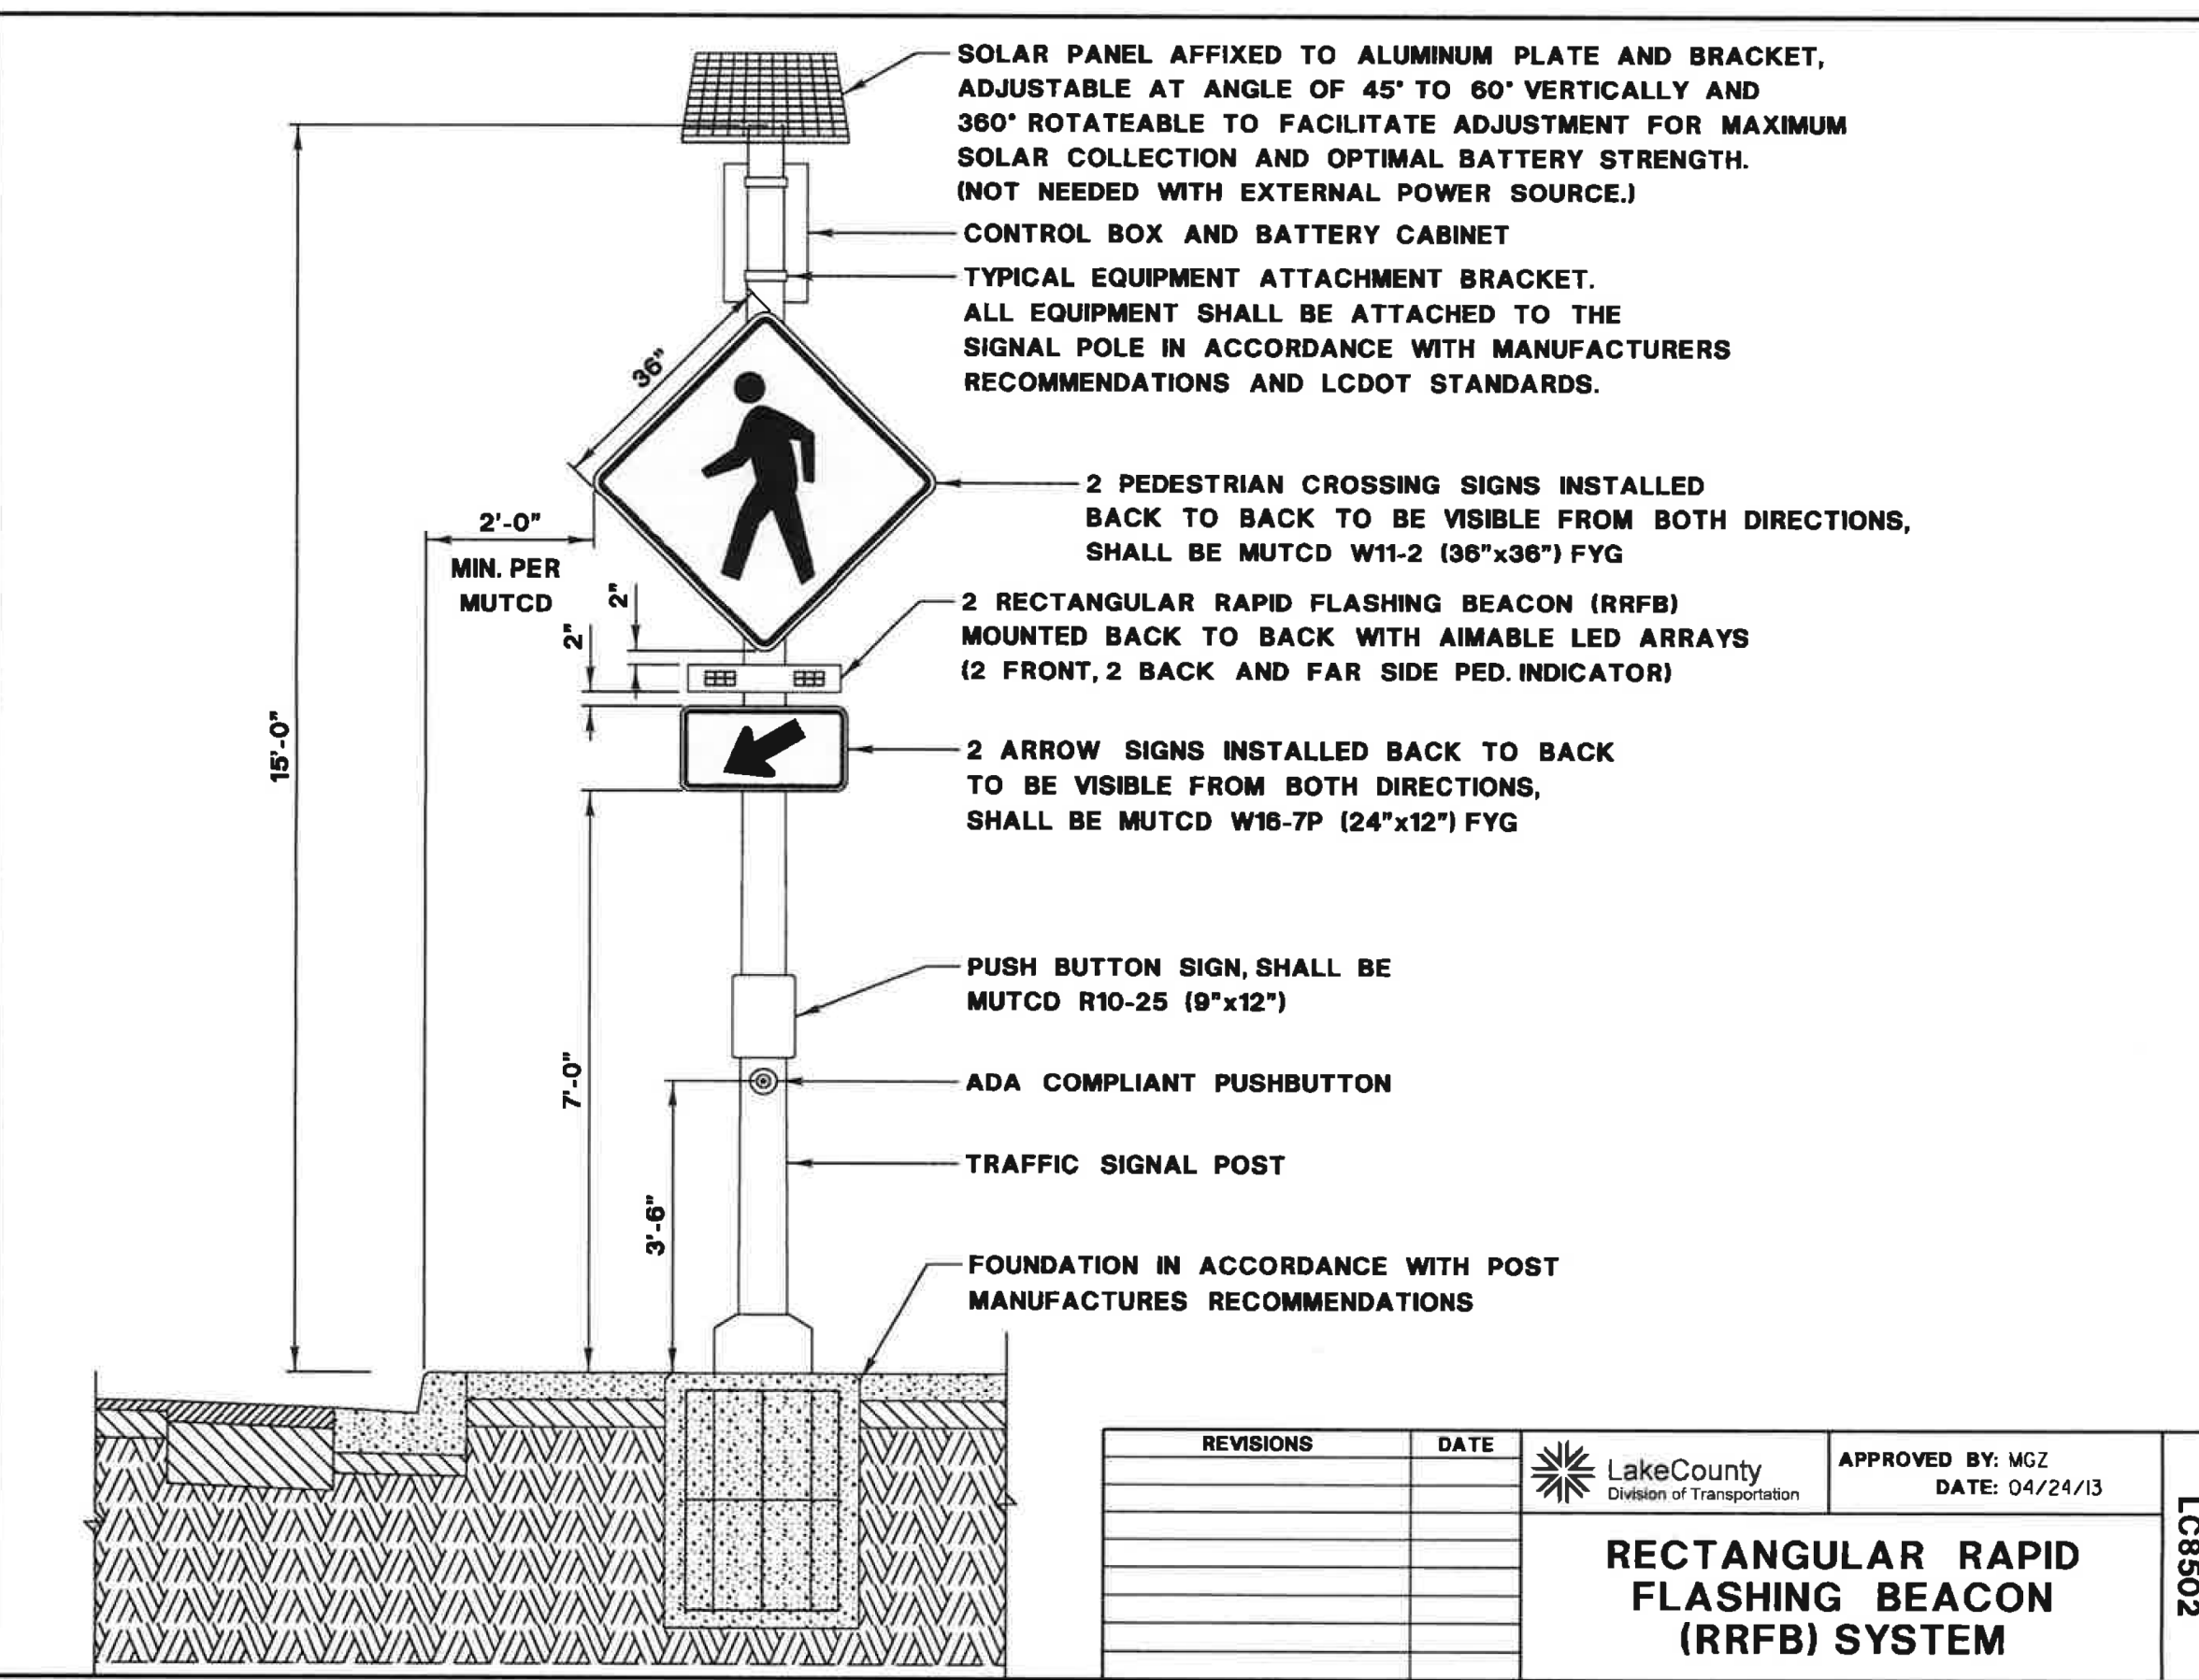 SOLAR PANEL AFFIXED TO ALUMINUM PLATE AND BRACKET,
ADJUSTABLE AT ANGLE OF 45° TO 60° VERTICALLY AND
360° ROTATEABLE TO FACILITATE ADJUSTMENT FOR MAXIMUM
SOLAR COLLECTION AND OPTIMAL BATTERY STRENGTH.
(NOT NEEDED WITH EXTERNAL POWER SOURCE.)
CONTROL BOX AND BATTERY CABINET
TYPICAL EQUIPMENT ATTACHMENT BRACKET.
ALL EQUIPMENT SHALL BE ATTACHED TO THE
SIGNAL POLE IN ACCORDANCE WITH MANUFACTURERS
RECOMMENDATIONS AND LCDOT STANDARDS.
36"
2 PEDESTRIAN CROSSING SIGNS INSTALLED
BACK TO BACK TO BE VISIBLE FROM BOTH DIRECTIONS,
SHALL BE MUTCD W11-2 (36"x36") FYG
2'-0"
MIN. PER
MUTCD
2"
2"
2 RECTANGULAR RAPID FLASHING BEACON (RRFB)
MOUNTED BACK TO BACK WITH AIMABLE LED ARRAYS
(2 FRONT, 2 BACK AND FAR SIDE PED. INDICATOR)
15'-0"
2 ARROW SIGNS INSTALLED BACK TO BACK
TO BE VISIBLE FROM BOTH DIRECTIONS,
SHALL BE MUTCD W16-7P (24"x12") FYG
PUSH BUTTON SIGN, SHALL BE
MUTCD R10-25 (9"x12")
7'-0"
ADA COMPLIANT PUSHBUTTON
TRAFFIC SIGNAL POST
3'-6"
FOUNDATION IN ACCORDANCE WITH POST
MANUFACTURES RECOMMENDATIONS
REVISIONS
DATE
LakeCounty
Division of Transportation
APPROVED BY: MGZ
DATE: 04/24/13
RECTANGULAR RAPID
FLASHING BEACON
(RRFB) SYSTEM
LC8502